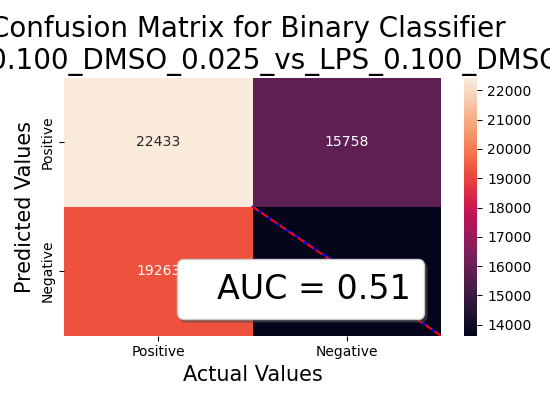 Confusion Matrix for Binary Classifier
0.100_DMSO_0.025_vs_LPS_0.100_DMSO
Predicted Values
Positive
Negative
22433
15758
19263
AUC = 0.51
Positive
Negative
Actual Values
22000
21000
20000
19000
18000
17000
16000
15000
14000